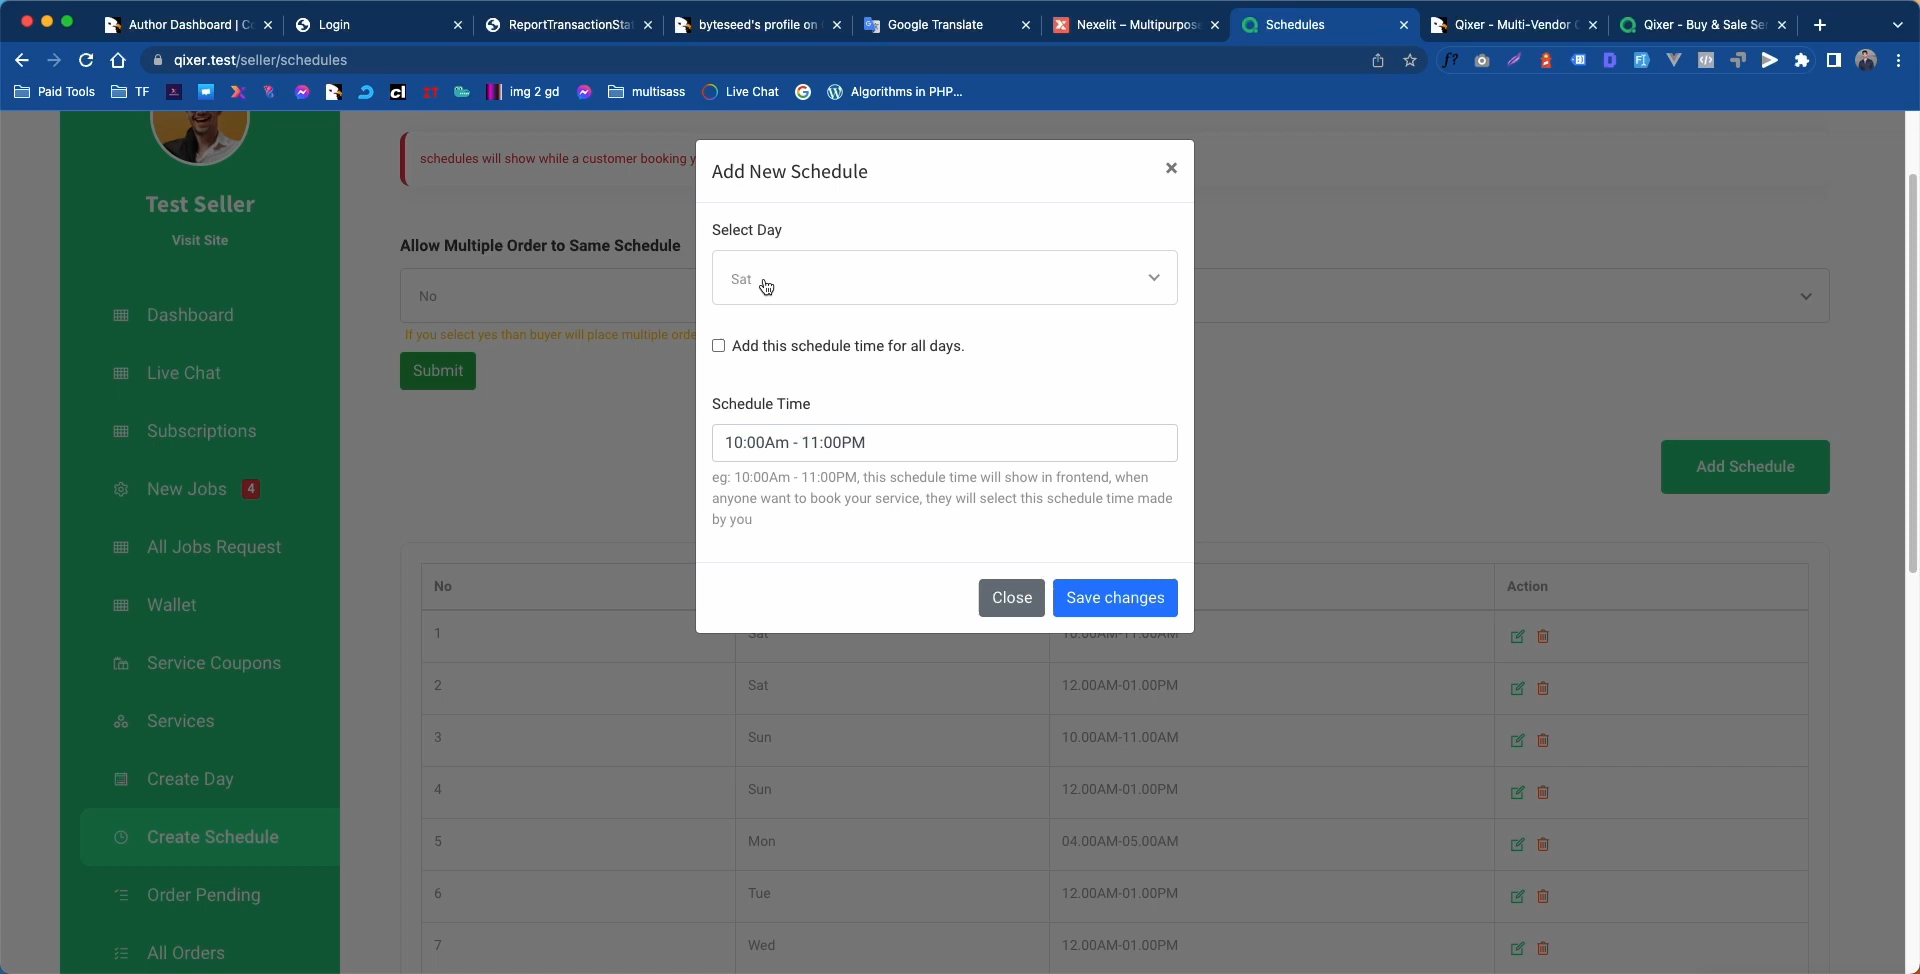 Author Dashboard | C
Login
ReportTransactionStat
byteseed's profile on
Google Translate
Nexelit – Multipurpos
Schedules
Qixer - Multi-Vendor
Qixer - Buy & Sale Se
qixer.test/seller/schedules
Paid Tools
TF
img 2 gd
multisass
Live Chat
Algorithms in PHP...
Test Seller
Visit Site
Dashboard
Live Chat
Subscriptions
New Jobs 4
All Jobs Request
Wallet
Service Coupons
Services
Create Day
Create Schedule
Order Pending
All Orders
schedules will show while a customer booking y
Allow Multiple Order to Same Schedule
No
If you select yes than buyer will place multiple orde
Submit
Add Schedule
Add New Schedule
×
Select Day
Sat
Add this schedule time for all days.
Schedule Time
10:00Am - 11:00PM
eg: 10:00Am - 11:00PM, this schedule time will show in frontend, when
anyone want to book your service, they will select this schedule time made
by you
Close
Save changes
No Action
1 Sat 10.00AM-11.00AM
2 Sat 12.00AM-01.00PM
3 Sun 10.00AM-11.00AM
4 Sun 12.00AM-01.00PM
5 Mon 04.00AM-05.00AM
6 Tue 12.00AM-01.00PM
7 Wed 12.00AM-01.00PM